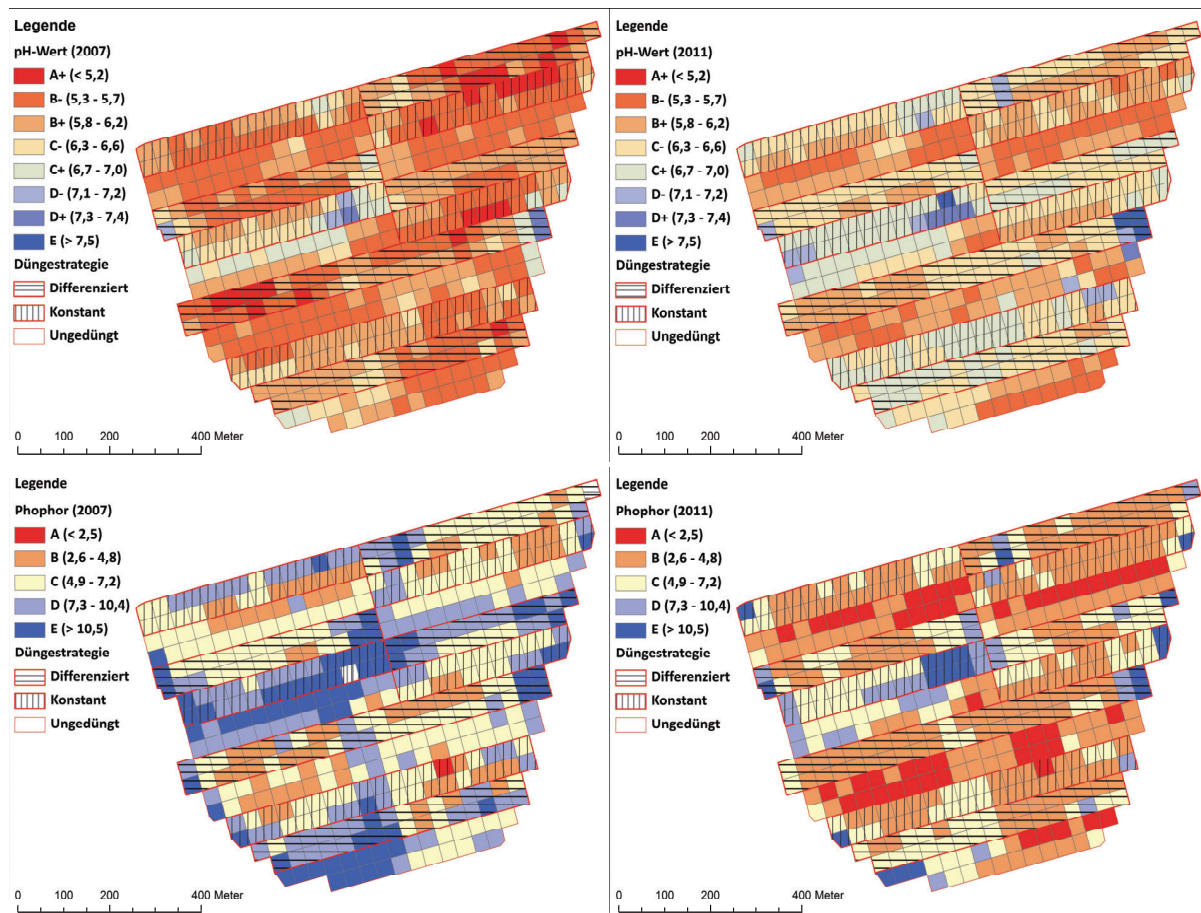 Legende
pH-Wert (2007)
A+ (< 5,2)
B- (5,3 - 5,7)
B+ (5,8 - 6,2)
C- (6,3 - 6,6)
C+ (6,7 - 7,0)
D- (7,1 - 7,2)
D+ (7,3 - 7,4)
E (> 7,5)
Düngestrategie
Differenziert
Konstant
Ungedüngt
0 100 200 400 Meter
Legende
pH-Wert (2011)
A+ (< 5,2)
B- (5,3 - 5,7)
B+ (5,8 - 6,2)
C- (6,3 - 6,6)
C+ (6,7 - 7,0)
D- (7,1 - 7,2)
D+ (7,3 - 7,4)
E (> 7,5)
Düngestrategie
Differenziert
Konstant
Ungedüngt
0 100 200 400 Meter
Legende
Phophor (2007)
A (< 2,5)
B (2,6 - 4,8)
C (4,9 - 7,2)
D (7,3 - 10,4)
E (> 10,5)
Düngestrategie
Differenziert
Konstant
Ungedüngt
0 100 200 400 Meter
Legende
Phophor (2011)
A (< 2,5)
B (2,6 - 4,8)
C (4,9 - 7,2)
D (7,3 - 10,4)
E (> 10,5)
Düngestrategie
Differenziert
Konstant
Ungedüngt
0 100 200 400 Meter